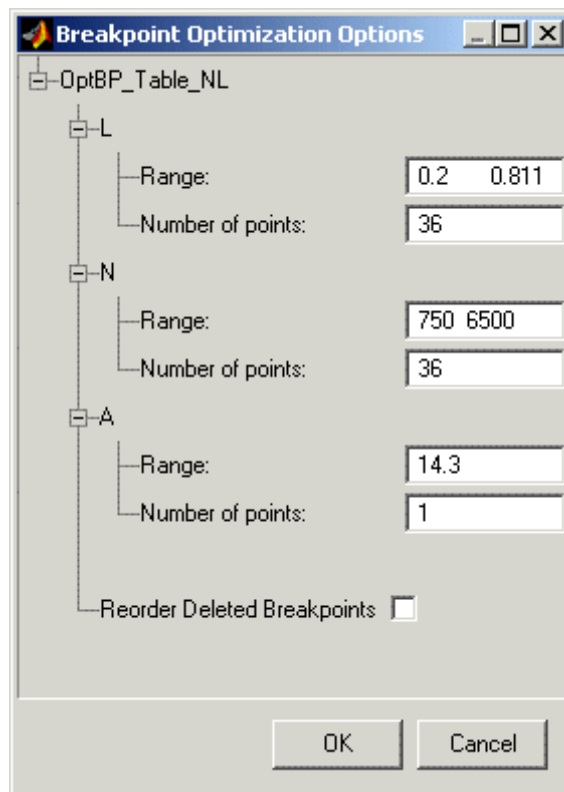 Breakpoint Optimization Options
OptBP_Table_NL
L
Range: 0.2 0.811
Number of points: 36
N
Range: 750 6500
Number of points: 36
A
Range: 14.3
Number of points: 1
Reorder Deleted Breakpoints
OK Cancel